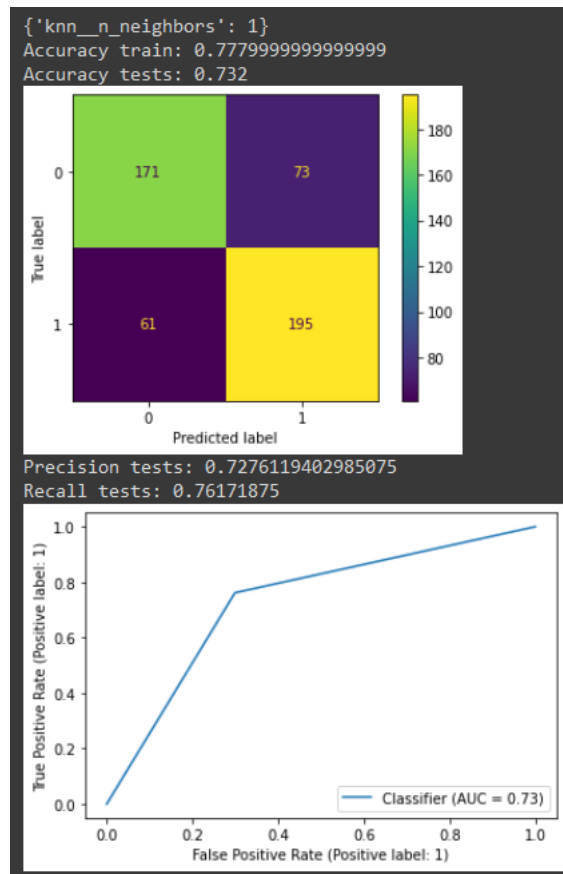 {'knn__n_neighbors': 1}
Accuracy train: 0.7779999999999999
Accuracy tests: 0.732
0
1
True label
171
73
61
195
0
1
Predicted label
180
160
140
120
100
80
Precision tests: 0.7276119402985075
Recall tests: 0.76171875
True Positive Rate (Positive label: 1)
1.0
0.8
0.6
0.4
0.2
0.0
Classifier (AUC = 0.73)
0.0
0.2
0.4
0.6
0.8
1.0
False Positive Rate (Positive label: 1)